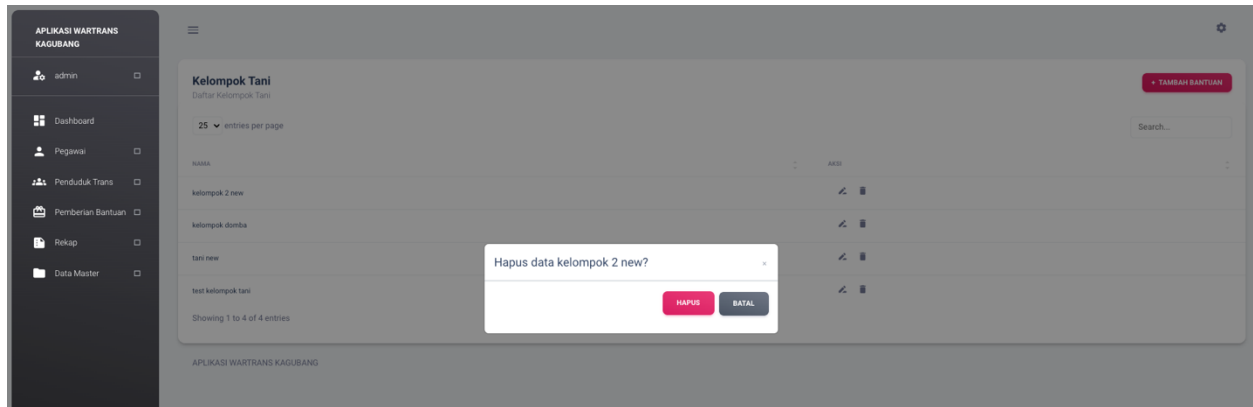 APLIKASI WARTRANS
KAGUBANG
admin
Dashboard
Pegawai
Penduduk Trans
Pemberian Bantuan
Rekap
Data Master
Kelompok Tani
Daftar Kelompok Tani
+ TAMBAH BANTUAN
25 entries per page
Search...
NAMA AKSI
kelompok 2 new
kelompok domba
tani new
test kelompok tani
Showing 1 to 4 of 4 entries
Hapus data kelompok 2 new? ×
HAPUS BATAL
APLIKASI WARTRANS KAGUBANG